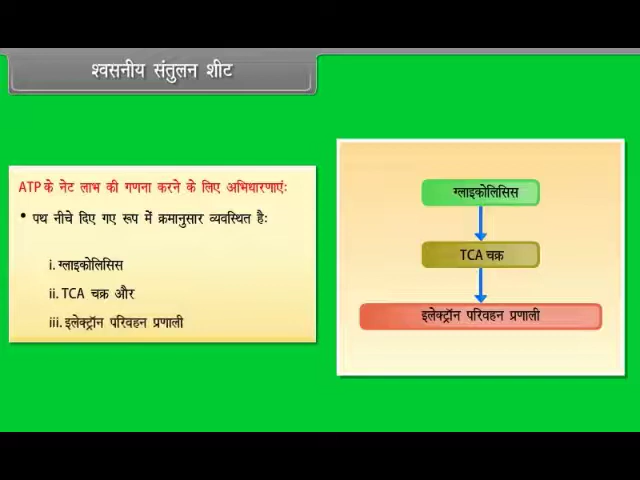 श्वसनीय संतुलन शीट
ATP के नेट लाभ की गणना करने के लिए अभिधारणाएं:
• पथ नीचे दिए गए रूप में क्रमानुसार व्यवस्थित है:
i. ग्लाइकोलिसिस
ii. TCA चक्र और
iii. इलेक्ट्रॉन परिवहन प्रणाली
ग्लाइकोलिसिस
TCA चक्र
इलेक्ट्रॉन परिवहन प्रणाली